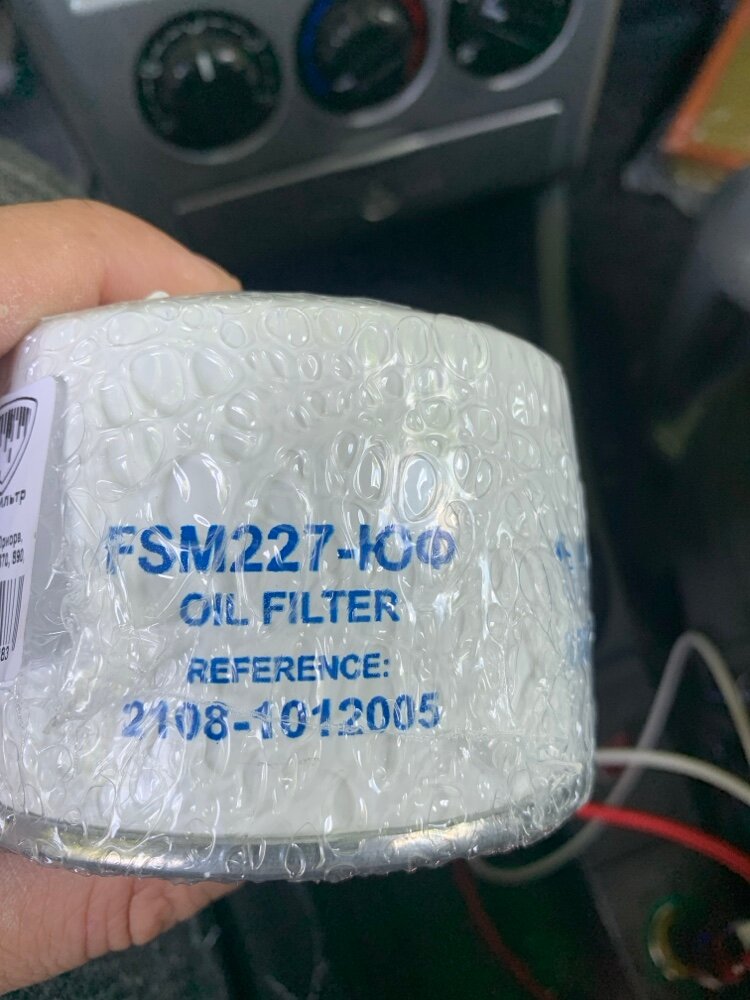 FSM227-ЮФ
OIL FILTER
REFERENCE:
2108-1012005